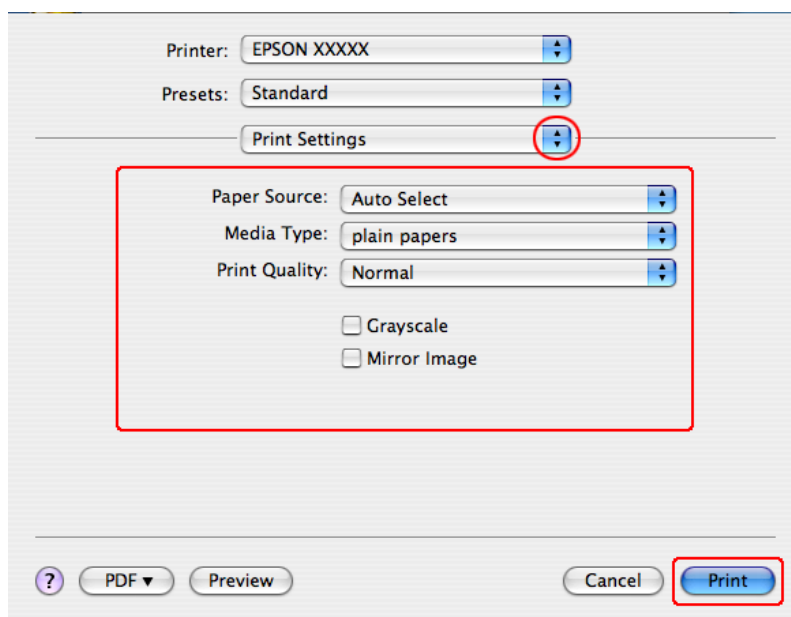 Printer: EPSON XXXXX
Presets: Standard
Print Settings
Paper Source: Auto Select
Media Type: plain papers
Print Quality: Normal
Grayscale
Mirror Image
? PDF ▼ Preview Cancel Print